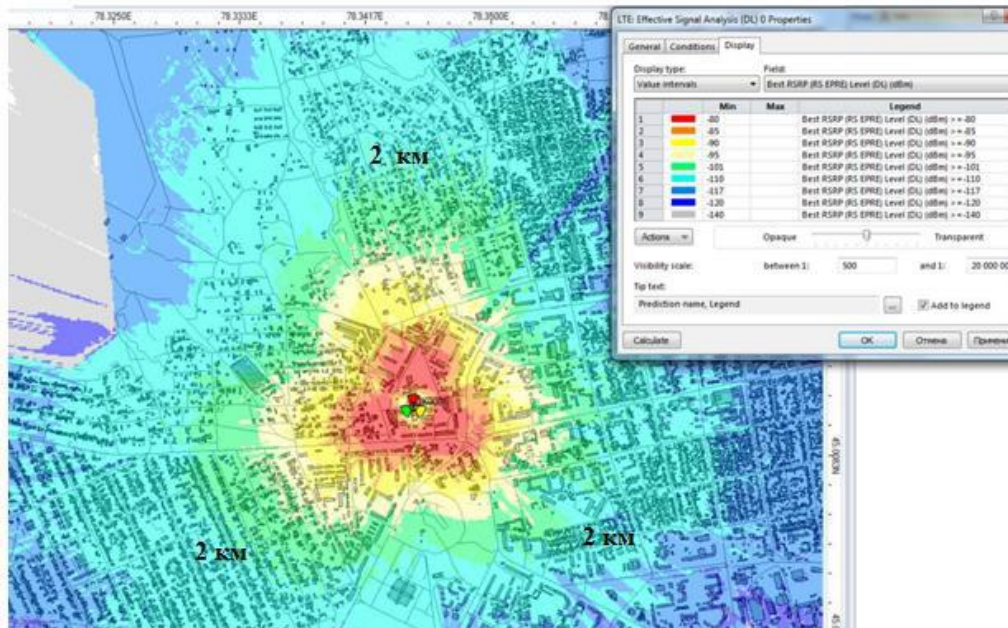 78.3250E 78.3333E 78.3417E 78.3500E
LTE: Effective Signal Analysis (DL) 0 Properties
General Conditions Display
Display type: Field:
Value intervals Best RSRP (RS EPRE) Level (DL) (dBm)
Min Max Legend
1 -80 Best RSRP (RS EPRE) Level (DL) (dBm) >=-80
2 -85 Best RSRP (RS EPRE) Level (DL) (dBm) >=-85
3 -90 Best RSRP (RS EPRE) Level (DL) (dBm) >=-90
4 -95 Best RSRP (RS EPRE) Level (DL) (dBm) >=-95
5 -101 Best RSRP (RS EPRE) Level (DL) (dBm) >=-101
6 -110 Best RSRP (RS EPRE) Level (DL) (dBm) >=-110
7 -117 Best RSRP (RS EPRE) Level (DL) (dBm) >=-117
8 -120 Best RSRP (RS EPRE) Level (DL) (dBm) >=-120
9 -140 Best RSRP (RS EPRE) Level (DL) (dBm) >=-140
Actions Opaque Transparent
Visibility scale: between 1: 500 and 1: 20 000 00
Tip text:
Prediction name, Legend ... Add to legend
Calculate OK Отмена Примени
2 км
2 км
2 км